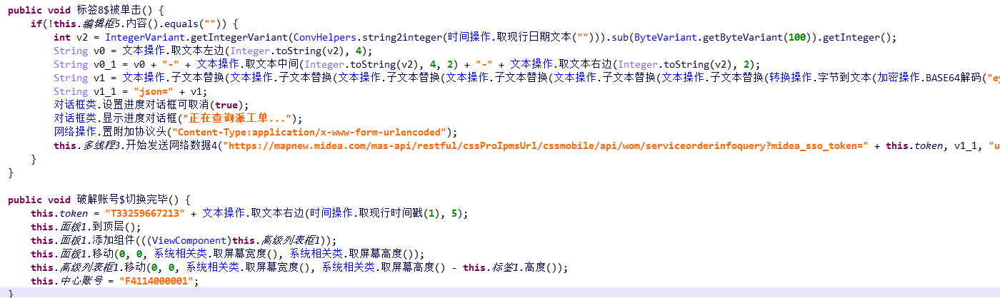 public void 标签8$被单击() {
if(!this.编辑框5.内容().equals("")) {
int v2 = IntegerVariant.getIntegerVariant(ConvHelpers.string2integer(时间操作.取现行日期文本(""))).sub(ByteVariant.getByteVariant(100)).getInteger();
String v0 = 文本操作.取文本左边(Integer.toString(v2), 4);
String v0_1 = v0 + "-" + 文本操作.取文本中间(Integer.toString(v2), 4, 2) + "-" + 文本操作.取文本右边(Integer.toString(v2), 2);
String v1 = 文本操作.子文本替换(文本操作.子文本替换(文本操作.子文本替换(文本操作.子文本替换(文本操作.子文本替换(文本操作.子文本替换(转换操作.字节到文本(加密操作.BASE64解码("ey
String v1_1 = "json=" + v1;
对话框类.设置进度对话框可取消(true);
对话框类.显示进度对话框("正在查询派工单...");
网络操作.置附加协议头("Content-Type:application/x-www-form-urlencoded");
this.多线框3.开始发送网络数据4("https://mapnew.midea.com/mas-api/restful/cssProIpmsUrl/cssmobile/api/wom/serviceorderinfoquery?midea_sso_token=" + this.token, v1_1, "u
}
}
public void 破解账号$切换完毕() {
this.token = "T33259667213" + 文本操作.取文本右边(时间操作.取现行时间戳(1), 5);
this.面板1.到顶层();
this.面板1.添加组件(((ViewComponent)this.高级列表框1));
this.面板1.移动(0, 0, 系统相关类.取屏幕宽度(), 系统相关类.取屏幕高度());
this.高级列表框1.移动(0, 0, 系统相关类.取屏幕宽度(), 系统相关类.取屏幕高度() - this.标签1.高度());
this.中心账号 = "F4114000001";
}